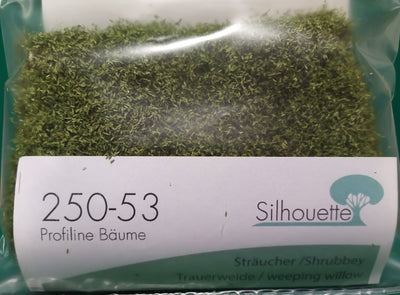 250-53
Profiline Bäume
Silhouette
Sträucher /Shrubbey
Trauerweide / weeping willow